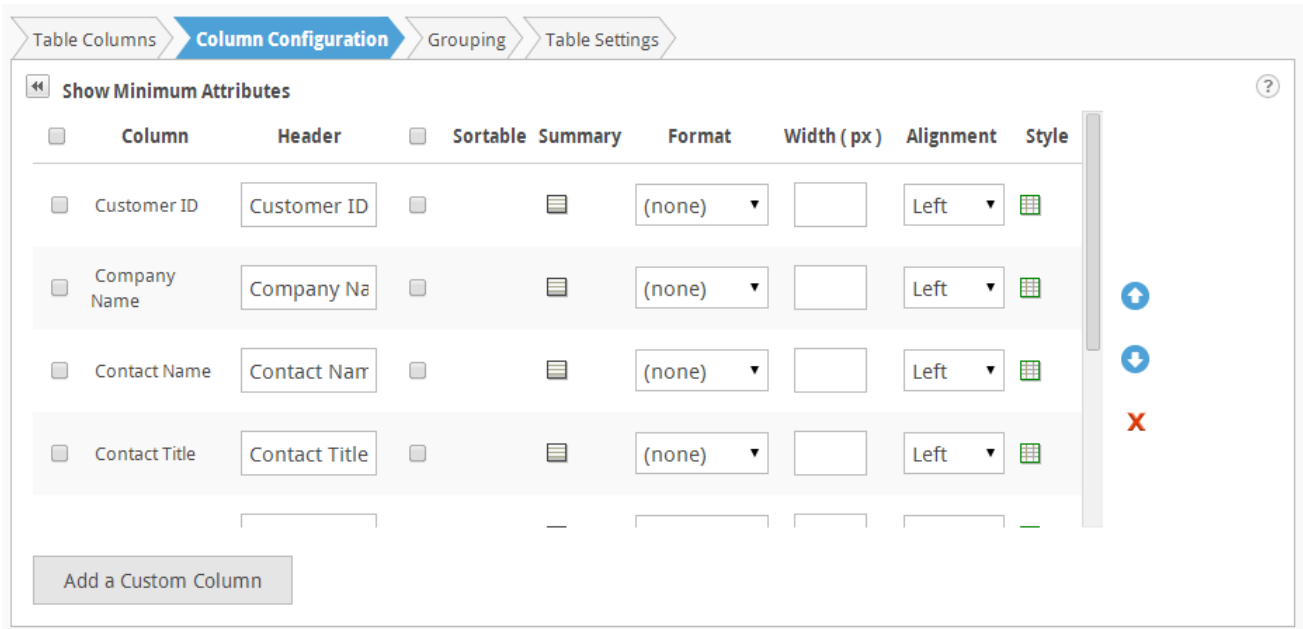 Table Columns Column Configuration Grouping Table Settings
Show Minimum Attributes ?
Column Header Sortable Summary Format Width ( px ) Alignment Style
Customer ID Customer ID (none) Left
Company
Name Company Na (none) Left
Contact Name Contact Nam (none) Left
Contact Title Contact Title (none) Left
X
Add a Custom Column